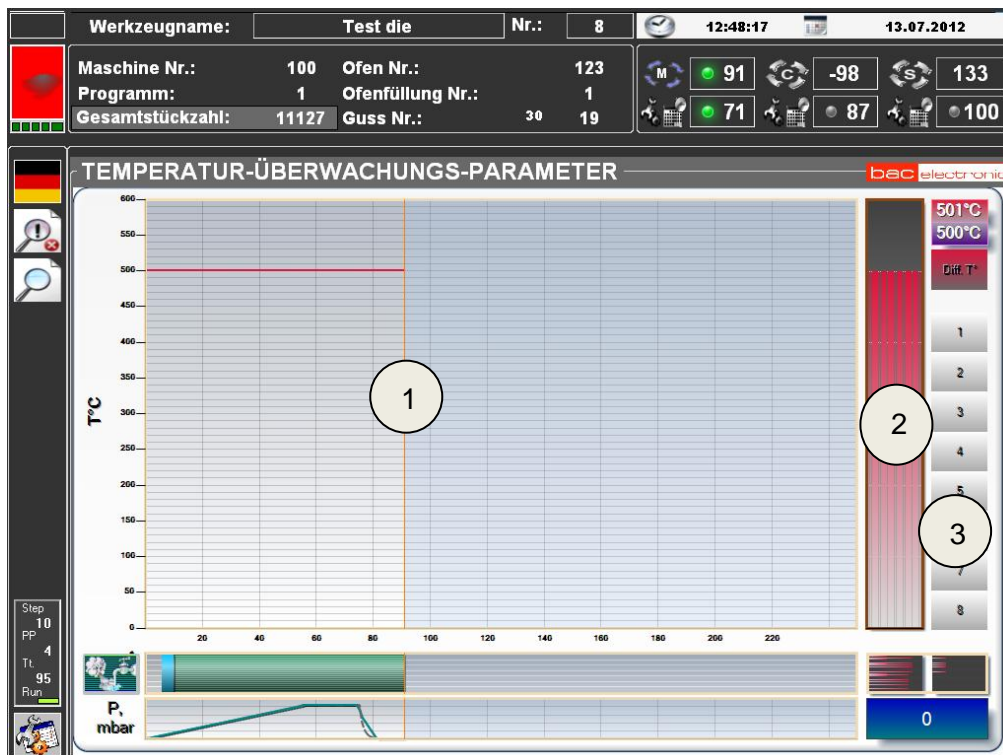 Werkzeugname: Test die Nr.: 8 12:48:17 13.07.2012
Maschine Nr.: 100 Ofen Nr.: 123
Programm: 1 Ofenfüllung Nr.: 1
Gesamtstückzahl: 11127 Guss Nr.: 30 19
M 91 C -98 S 133
71 87 100
TEMPERATUR-ÜBERWACHUNGS-PARAMETER
bac electronic
T°C
600
550
500
450
400
350
300
250
200
150
100
50
0
20 40 60 80 100 120 140 160 180 200 220
1
2
3
501°C
500°C
Diff. T°
1
2
3
4
5
7
8
Step
10
PP
4
Tt.
95
Run
P,
mbar
0